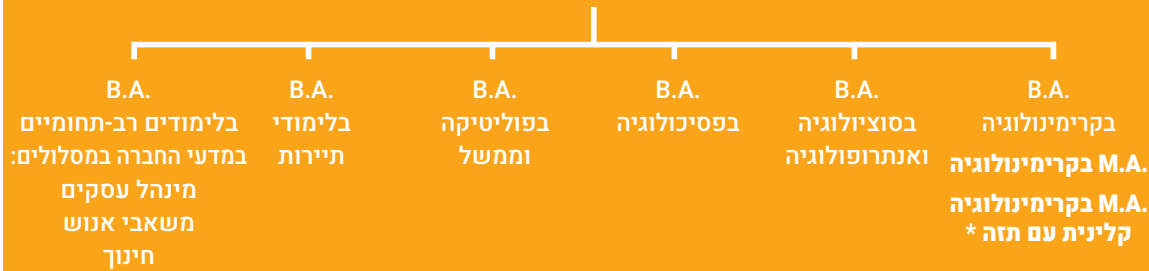 B.A.
בקרימינולוגיה
M.A. בקרימינולוגיה
M.A. בקרימינולוגיה
קלינית עם תזה *
B.A.
בסוציולוגיה
ואנתרופולוגיה
B.A.
בפסיכולוגיה
B.A.
בפוליטיקה
וממשל
B.A.
בלימודי
תיירות
B.A.
בלימודים רב-תחומיים
במדעי החברה במסלולים:
מינהל עסקים
משאבי אנוש
חינוך